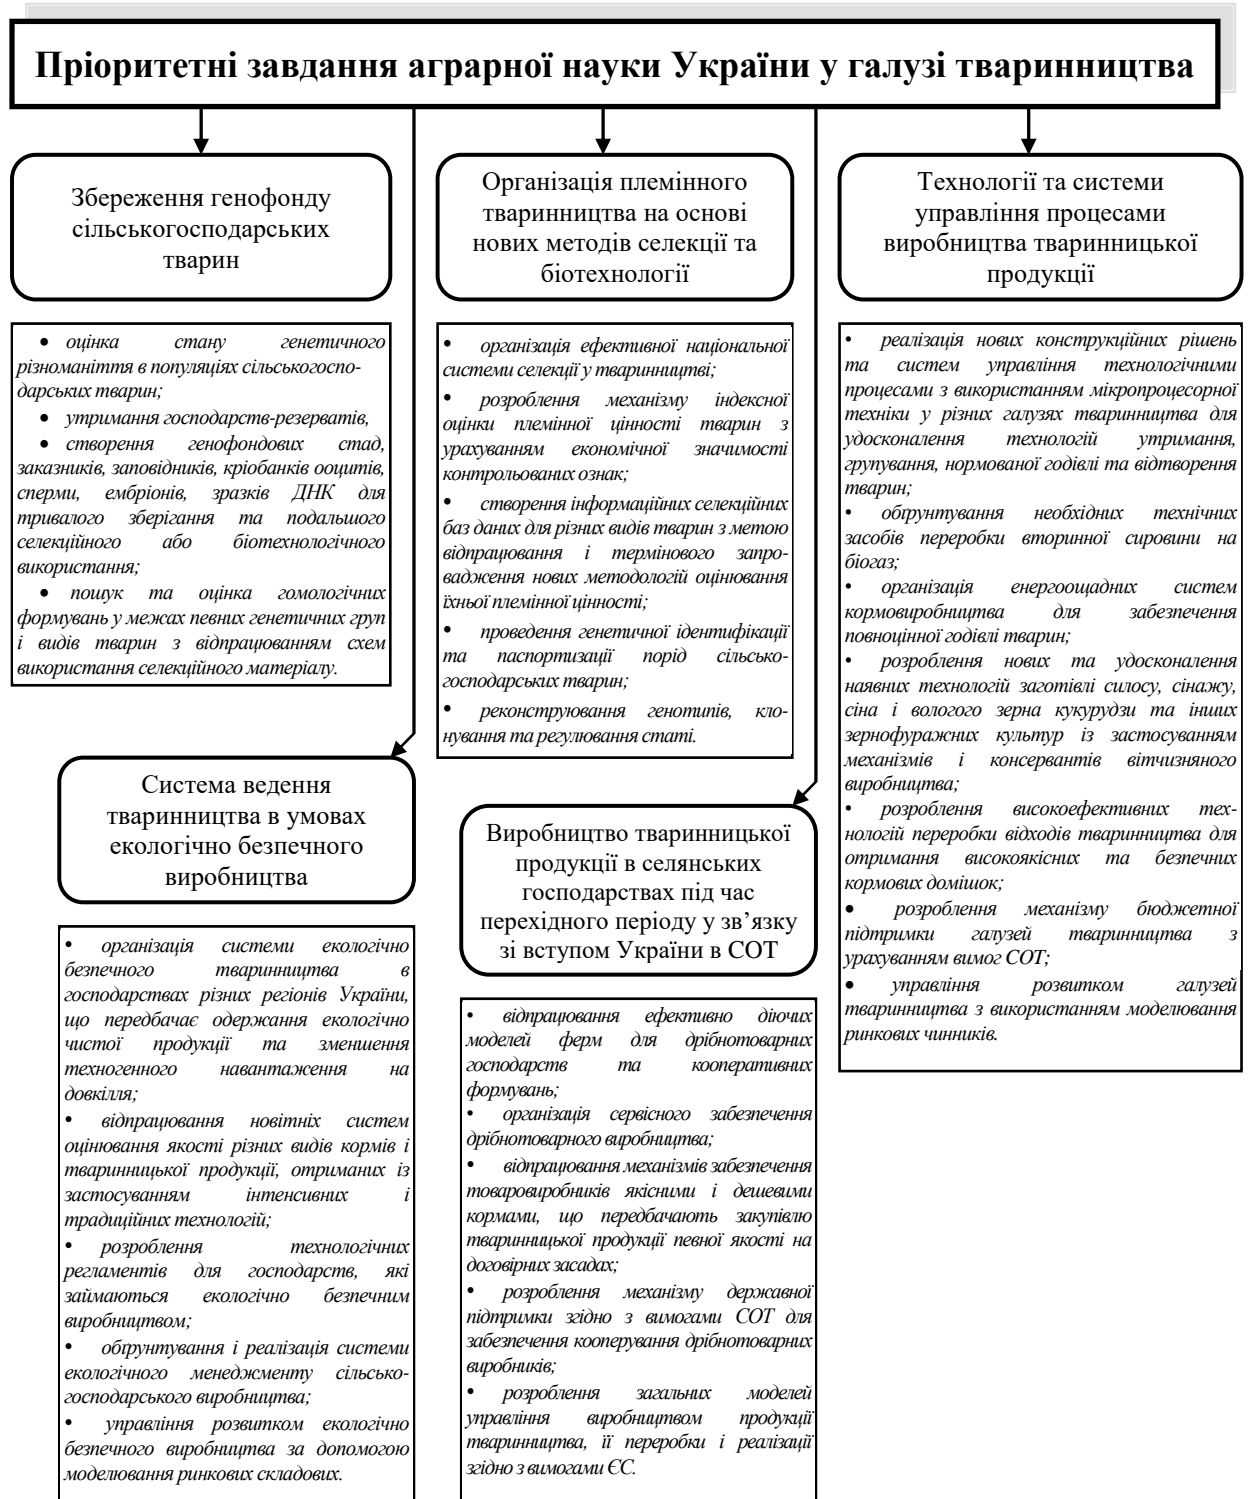 Пріоритетні завдання аграрної науки України у галузі тваринництва
Збереження генофонду
сільськогосподарських
тварин
• оцінка стану генетичного
різноманіття в популяціях сільськогоспо-
дарських тварин;
• утримання господарств-резерватів,
• створення генофондових стад,
заказників, заповідників, кріобанків ооцитів,
сперми, ембріонів, зразків ДНК для
тривалого зберігання та подальшого
селекційного або біотехнологічного
використання;
• пошук та оцінка гомологічних
формувань у межах певних генетичних груп
і видів тварин з відпрацюванням схем
використання селекційного матеріалу.
Організація племінного
тваринництва на основі
нових методів селекції та
біотехнології
• організація ефективної національної
системи селекції у тваринництві;
• розроблення механізму індексної
оцінки племінної цінності тварин з
урахуванням економічної значимості
контрольованих ознак;
• створення інформаційних селекційних
баз даних для різних видів тварин з метою
відпрацювання і термінового запро-
вадження нових методологій оцінювання
їхньої племінної цінності;
• проведення генетичної ідентифікації
та паспортизації порід сільсько-
господарських тварин;
• реконструювання генотипів, кло-
нування та регулювання статі.
Технології та системи
управління процесами
виробництва тваринницької
продукції
• реалізація нових конструкційних рішень
та систем управління технологічними
процесами з використанням мікропроцесорної
техніки у різних галузях тваринництва для
удосконалення технологій утримання,
групування, нормованої годівлі та відтворення
тварин;
• обґрунтування необхідних технічних
засобів переробки вторинної сировини на
біогаз;
• організація енергоощадних систем
кормовиробництва для забезпечення
повноцінної годівлі тварин;
• розроблення нових та удосконалення
наявних технологій заготівлі силосу, сінажу,
сіна і вологого зерна кукурудзи та інших
зернофуражних культур із застосуванням
механізмів і консервантів вітчизняного
виробництва;
• розроблення високоефективних тех-
нологій переробки відходів тваринництва для
отримання високоякісних та безпечних
кормових домішок;
• розроблення механізму бюджетної
підтримки галузей тваринництва з
урахуванням вимог СОТ;
• управління розвитком галузей
тваринництва з використанням моделювання
ринкових чинників.
Система ведення
тваринництва в умовах
екологічно безпечного
виробництва
• організація системи екологічно
безпечного тваринництва в
господарствах різних регіонів України,
що передбачає одержання екологічно
чистої продукції та зменшення
техногенного навантаження на
довкілля;
• відпрацювання новітніх систем
оцінювання якості різних видів кормів і
тваринницької продукції, отриманих із
застосуванням інтенсивних і
традиційних технологій;
• розроблення технологічних
регламентів для господарств, які
займаються екологічно безпечним
виробництвом;
• обґрунтування і реалізація системи
екологічного менеджменту сільсько-
господарського виробництва;
• управління розвитком екологічно
безпечного виробництва за допомогою
моделювання ринкових складових.
Виробництво тваринницької
продукції в селянських
господарствах під час
перехідного періоду у зв’язку
зі вступом України в СОТ
• відпрацювання ефективно діючих
моделей ферм для дрібнотоварних
господарств та кооперативних
формувань;
• організація сервісного забезпечення
дрібнотоварного виробництва;
• відпрацювання механізмів забезпечення
товаровиробників якісними і дешевими
кормами, що передбачають закупівлю
тваринницької продукції певної якості на
договірних засадах;
• розроблення механізму державної
підтримки згідно з вимогами СОТ для
забезпечення кооперування дрібнотоварних
виробників;
• розроблення загальних моделей
управління виробництвом продукції
тваринництва, її переробки і реалізації
згідно з вимогами ЄС.